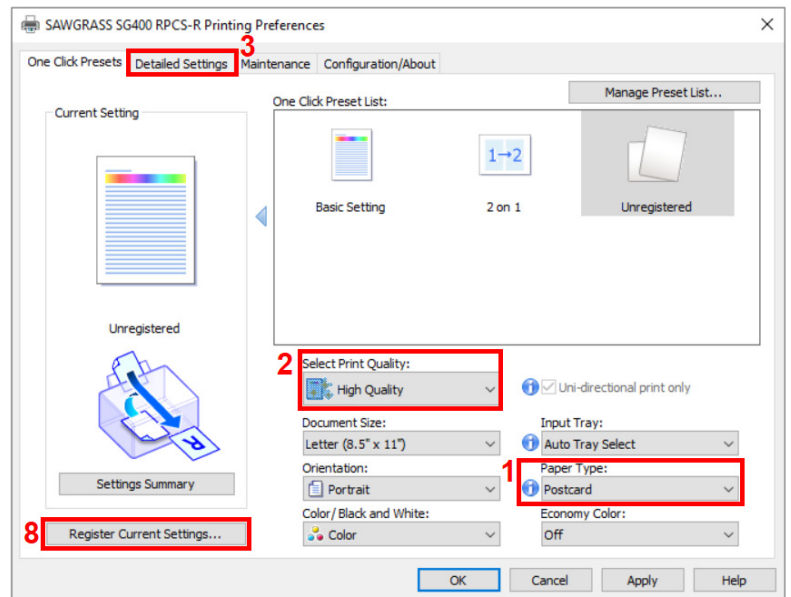 SAWGRASS SG400 RPCS-R Printing Preferences
3
One Click Presets Detailed Settings Maintenance Configuration/About
Manage Preset List...
Current Setting
One Click Preset List:
1→2
Basic Setting
2 on 1
Unregistered
Unregistered
2
Select Print Quality:
High Quality
Uni-directional print only
Document Size:
Input Tray:
Letter (8.5" x 11")
Auto Tray Select
Orientation:
1
Paper Type:
Settings Summary
Portrait
Postcard
Color/Black and White:
Economy Color:
8
Register Current Settings...
Color
Off
R
OK Cancel Apply Help